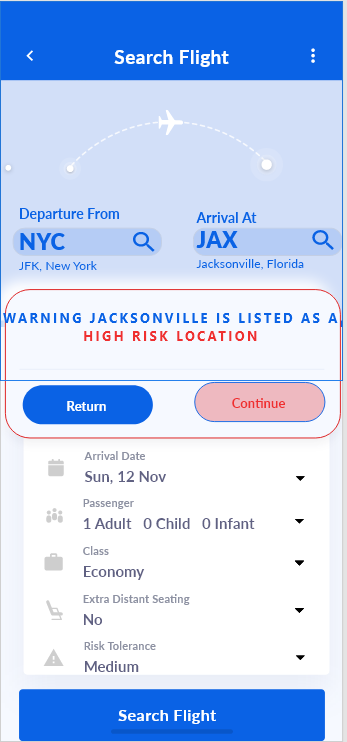 Search Flight
Departure From
Arrival At
NYC
JAX
JFK, New York
Jacksonville, Florida
WARNING JACKSONVILLE IS LISTED AS A
HIGH RISK LOCATION
Return
Continue
Arrival Date
Sun, 12 Nov
Passenger
1 Adult 0 Child 0 Infant
Class
Economy
Extra Distant Seating
No
Risk Tolerance
Medium
Search Flight